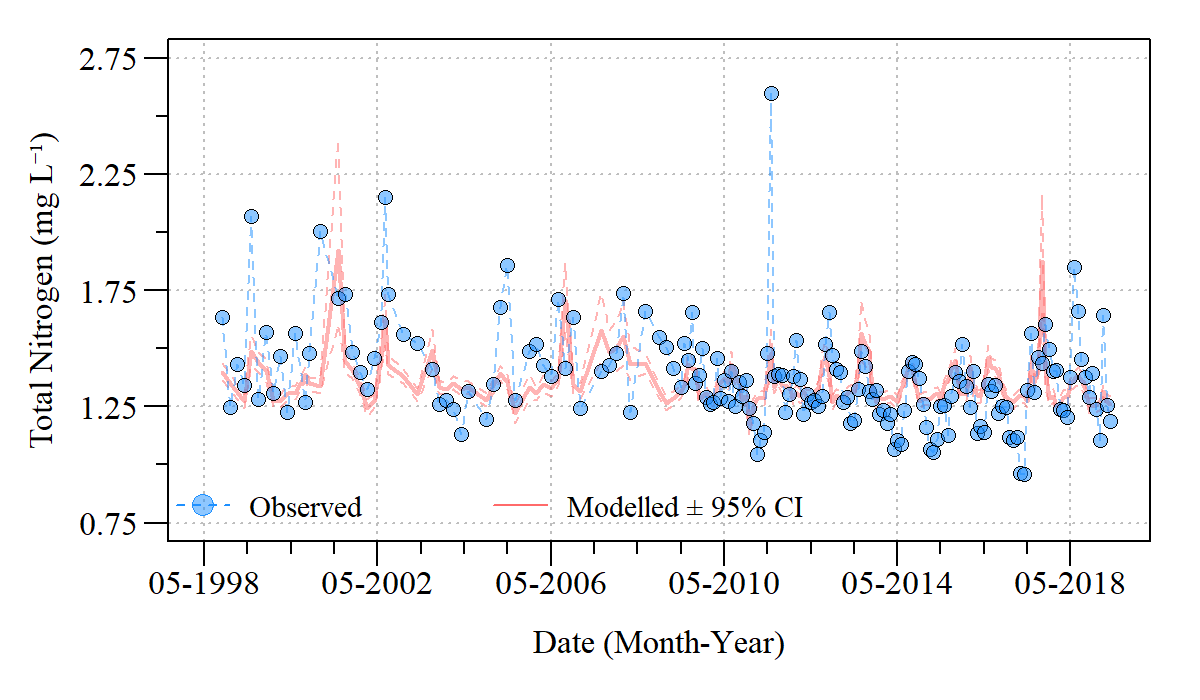 Total Nitrogen (mg L⁻¹)
2.75
2.25
1.75
1.25
0.75
Observed
Modelled ± 95% CI
05-1998
05-2002
05-2006
05-2010
05-2014
05-2018
Date (Month-Year)